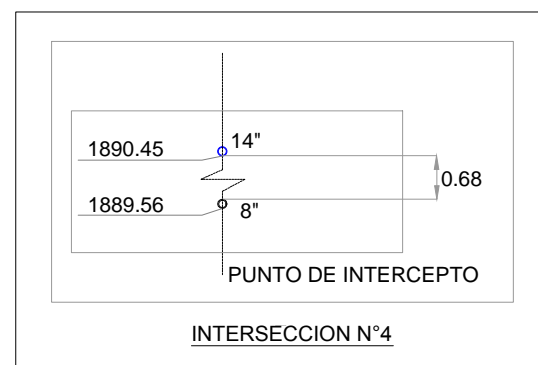 14"
1890.45
0.68
1889.56
8"
PUNTO DE INTERCEPTO
INTERSECCION N°4